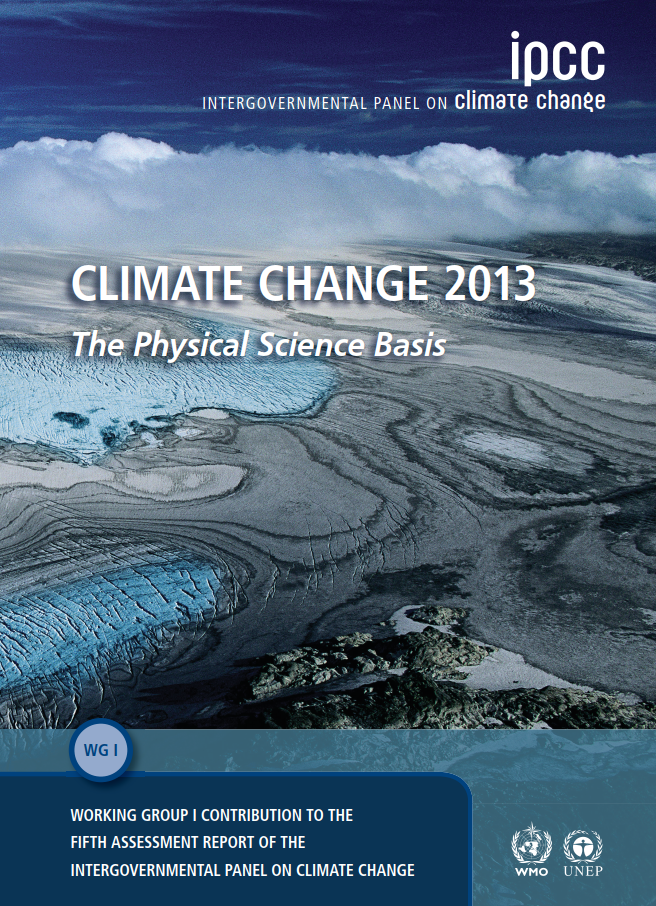 ipcc
INTERGOVERNMENTAL PANEL ON climate change
CLIMATE CHANGE 2013
The Physical Science Basis
WG I
WORKING GROUP I CONTRIBUTION TO THE
FIFTH ASSESSMENT REPORT OF THE
INTERGOVERNMENTAL PANEL ON CLIMATE CHANGE
WMO UNEP